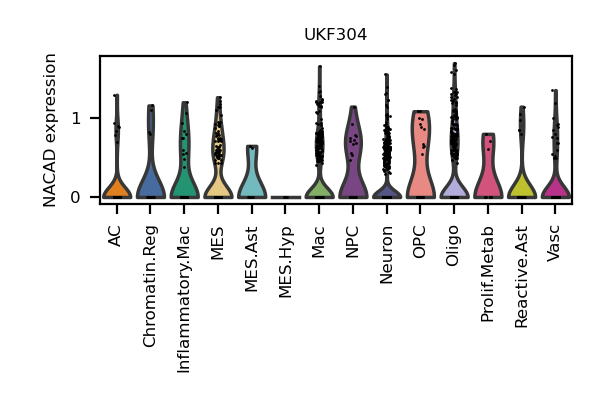 UKF304
NACAD expression
1
0
AC
Chromatin.Reg
Inflammatory.Mac
MES
MES.Ast
MES.Hyp
Mac
NPC
Neuron
OPC
Oligo
Prolif.Metab
Reactive.Ast
Vasc